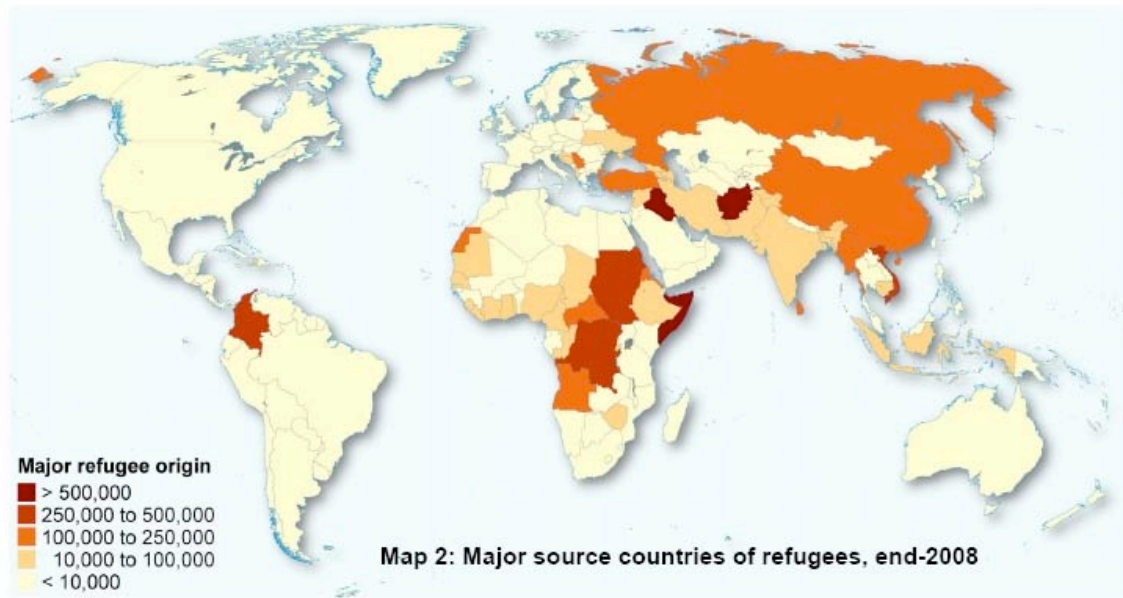 Major refugee origin
> 500,000
250,000 to 500,000
100,000 to 250,000
10,000 to 100,000
< 10,000
Map 2: Major source countries of refugees, end-2008